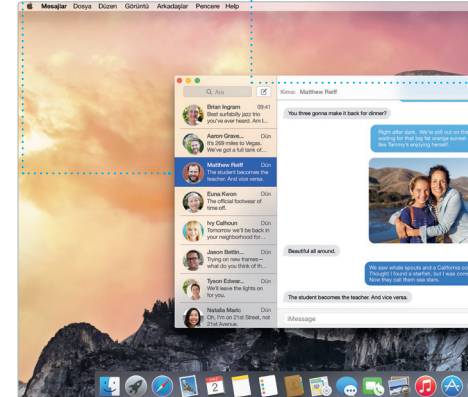 Mesajlar Dosya Düzen Görüntü Arkadaşlar Pencere Help
Ara
Kime: Matthew Reiff
Brian Ingram 09:41
Best surfabilly jazz trio
you've ever heard. Am I...
Aaron Grave... Dün
It's 269 miles to Vegas.
We've got a full tank of...
Matthew Reiff Dün
The student becomes the
teacher. And vice versa.
Euna Kwon Dün
The official footwear of
time off.
Ivy Calhoun Dün
Tomorrow we'll be back in
your neighborhood for...
Jason Bettin... Dün
Trying on new frames—
what do you think of th...
Tyson Edwar... Dün
We'll leave the lights on
for you.
Natalia Maric Dün
Oh, I'm on 21st Street, not
21st Avenue.
You three gonna make it back for dinner?
Right after dark. We're still out on the
waiting for that big fat orange sunset
like Tammy's enjoying herself.
Beautiful all around.
We saw whale spouts and a California co
Thought I found a starfish, but I was corre
Now they call them sea stars.
The student becomes the teacher. And vice versa.
iMessage
2